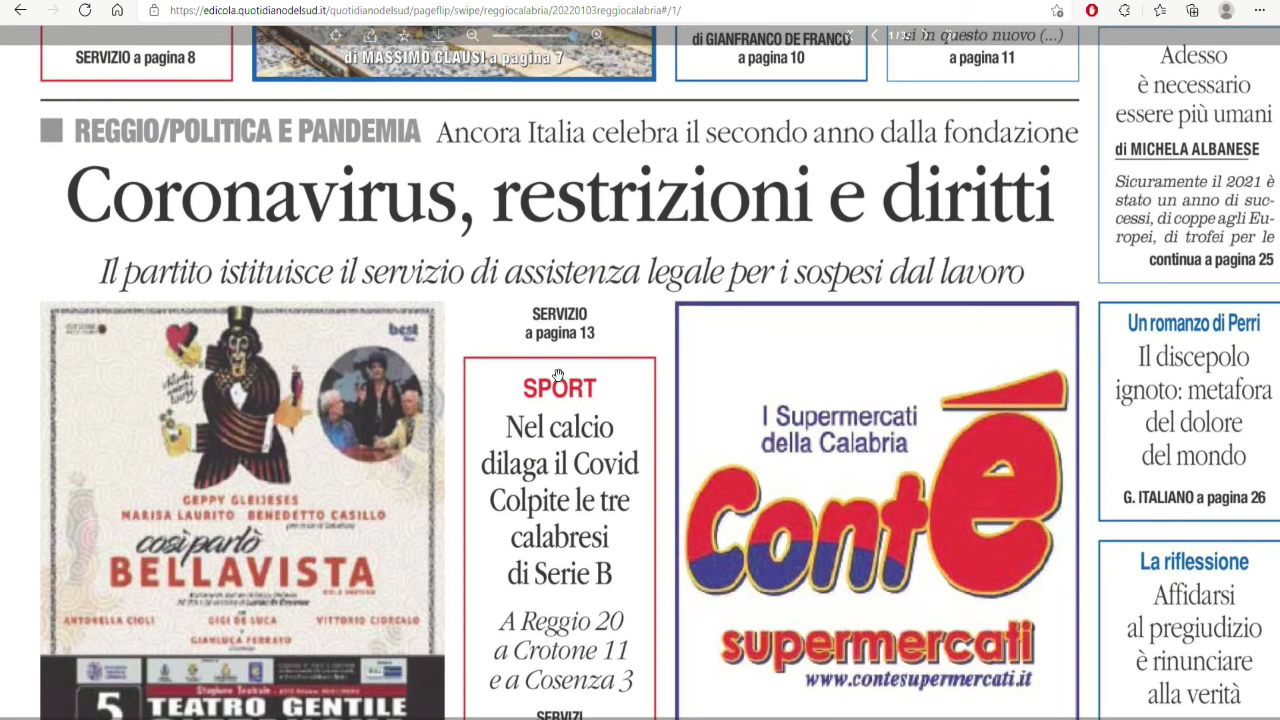 https://edicola.quotidianodelsud.it/quotidianodelsud/pageflip/swipe/reggiocalabria/20220103reggiocalabria#/1/
SERVIZIO a pagina 8
di MASSIMO CLAUSI a pagina 7
di GIANFRANCO DE FRANCO
a pagina 10
si in questo nuovo (...)
a pagina 11
REGGIO/POLITICA E PANDEMIA Ancora Italia celebra il secondo anno dalla fondazione
Coronavirus, restrizioni e diritti
Il partito istituisce il servizio di assistenza legale per i sospesi dal lavoro
best
GEPPY GLEIJESES
MARISA LAURITO BENEDETTO CASILLO
così parlò
BELLAVISTA
ANTONELLA CIOLI GIGI DE LUCA VITTORIO CIORCALO
GIANLUCA FERRATO
Stagione Teatrale
5 TEATRO GENTILE
SERVIZIO
a pagina 13
SPORT
Nel calcio
dilaga il Covid
Colpite le tre
calabresi
di Serie B
A Reggio 20
a Crotone 11
e a Cosenza 3
SERVIZI
I Supermercati
della Calabria
Conté
supermercati
www.contesupermercati.it
Adesso
è necessario
essere più umani
di MICHELA ALBANESE
Sicuramente il 2021 è
stato un anno di suc-
cessi, di coppe agli Eu-
ropei, di trofei per le
continua a pagina 25
Un romanzo di Perri
Il discepolo
ignoto: metafora
del dolore
del mondo
G. ITALIANO a pagina 26
La riflessione
Affidarsi
al pregiudizio
è rinunciare
alla verità